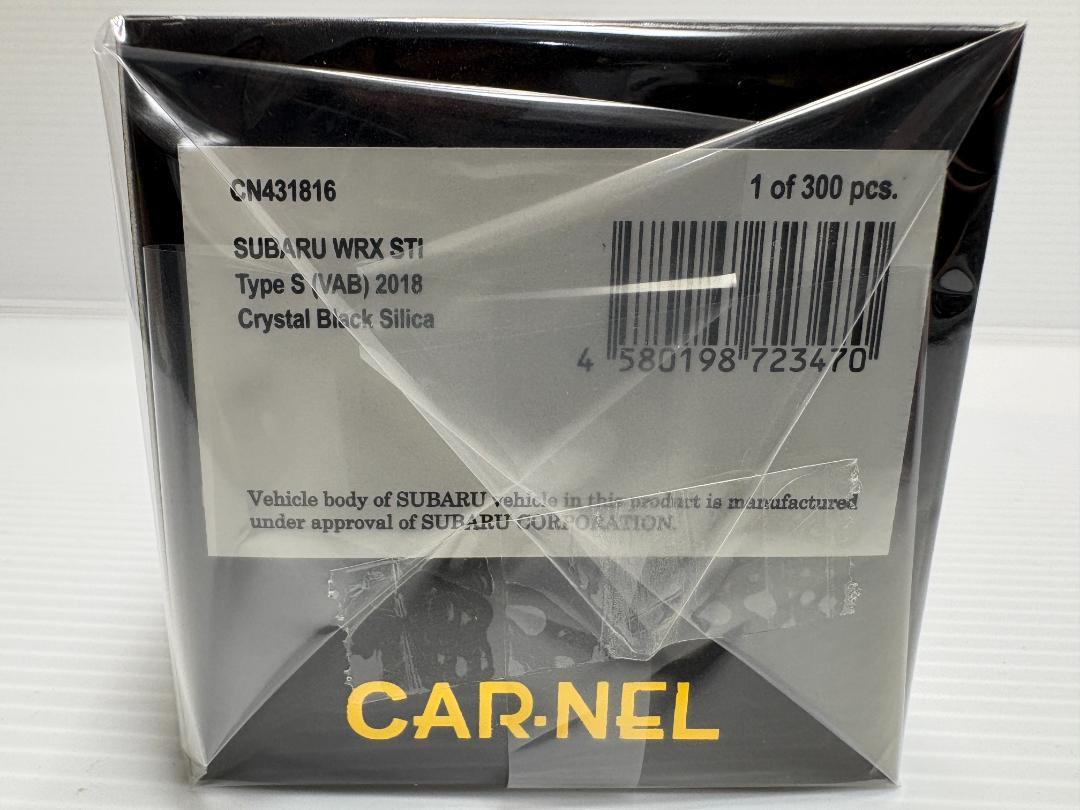 CN431816
1 of 300 pcs.
SUBARU WRX STI
Type S (VAB) 2018
Crystal Black Silica
4 580198 723470
Vehicle body of SUBARU vehicle in this product is manufactured
under approval of SUBARU CORPORATION.
CAR·NEL